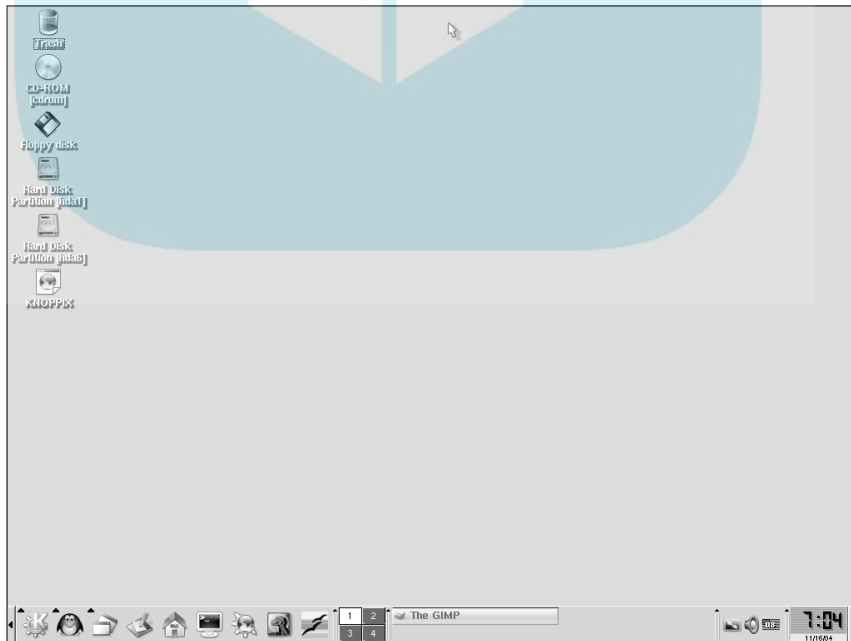 Trash
CD-ROM
[cdrom]
Floppy disk
Hard Disk
Partition [hda1]
Hard Disk
Partition [hda6]
KNOPPIX
1 2
3 4
The GIMP
7:04
11/16/04